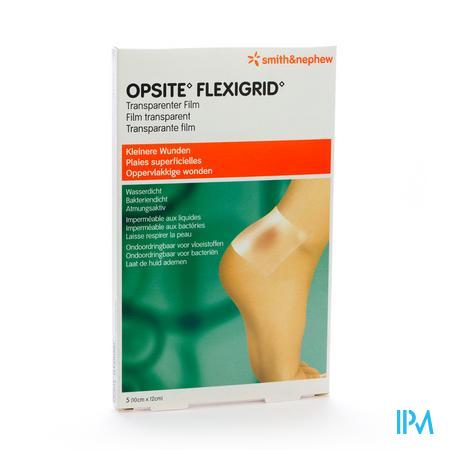 smith&nephew
OPSITE◊ FLEXIGRID◊
Transparenter Film
Film transparent
Transparante film
Kleinere Wunden
Plaies superficielles
Oppervlakkige wonden
Wasserdicht
Bakteriendicht
Atmungsaktiv
Imperméable aux liquides
Imperméable aux bactéries
Laisse respirer la peau
Ondoordringbaar voor vloeistoffen
Ondoordringbaar voor bacteriën
Laat de huid ademen
5 (10cm x 12cm)
IPM